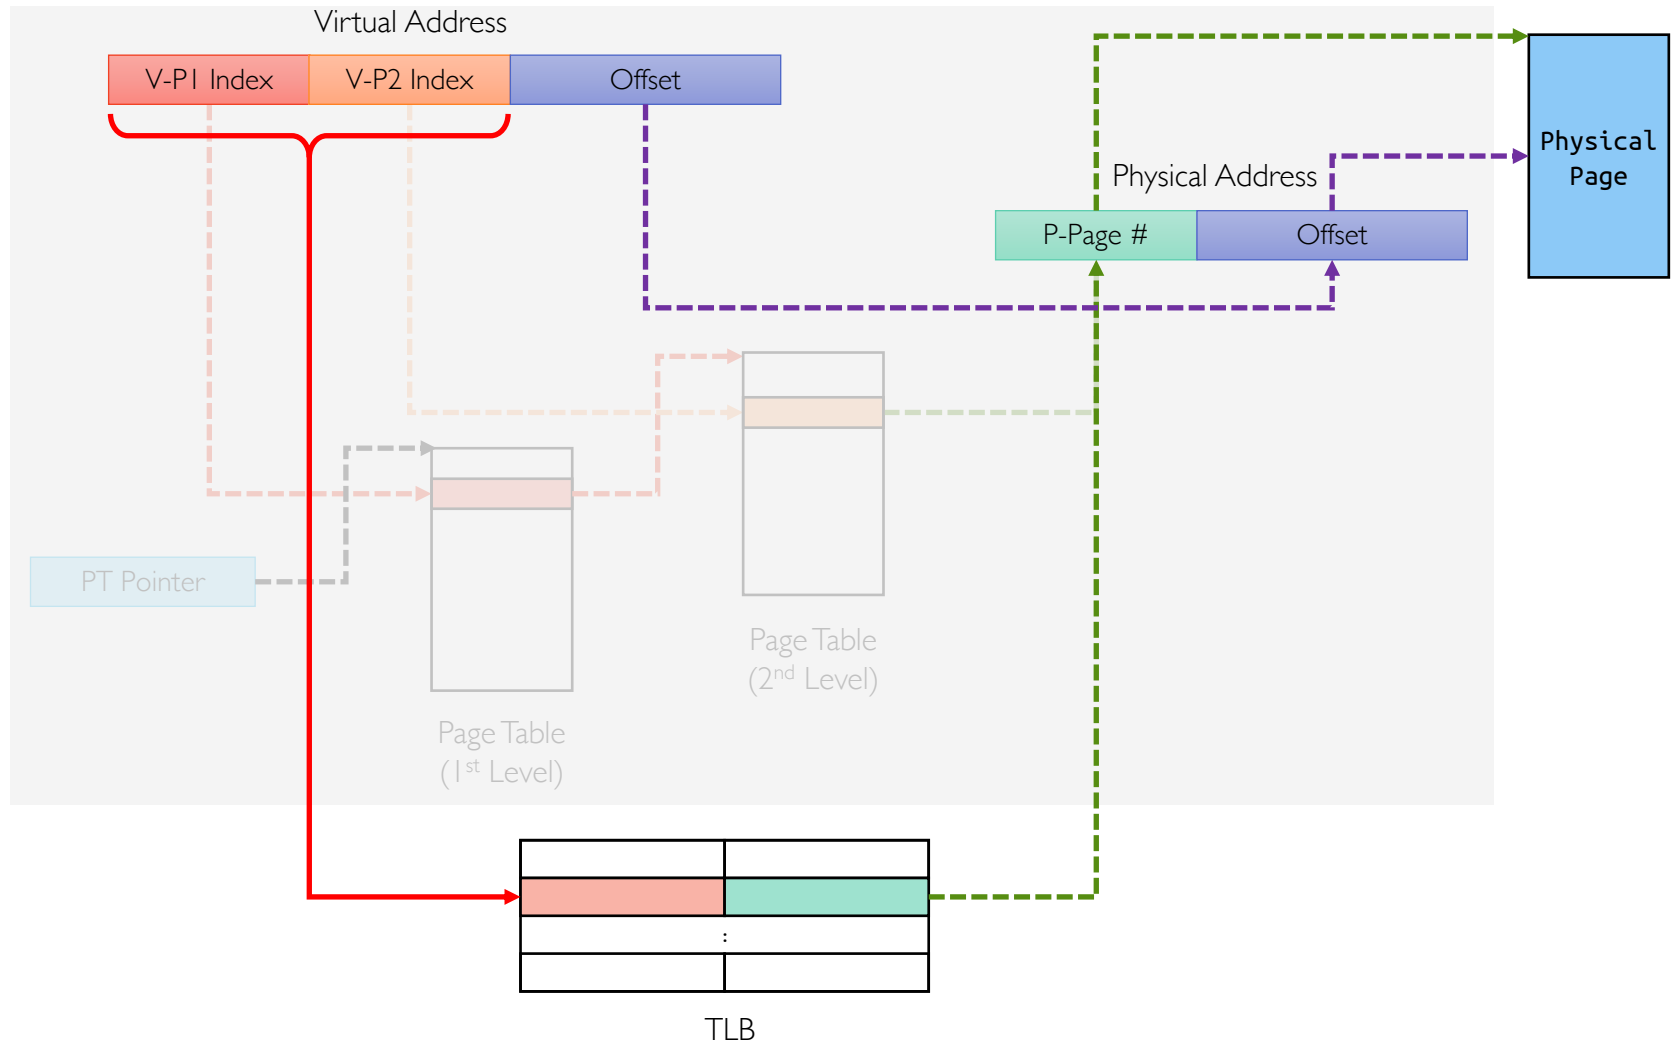 Virtual Address
V-P1 Index
V-P2 Index
Offset
Physical
Page
Physical Address
P-Page #
Offset
PT Pointer
Page Table
(2nd Level)
Page Table
(1st Level)
:
TLB